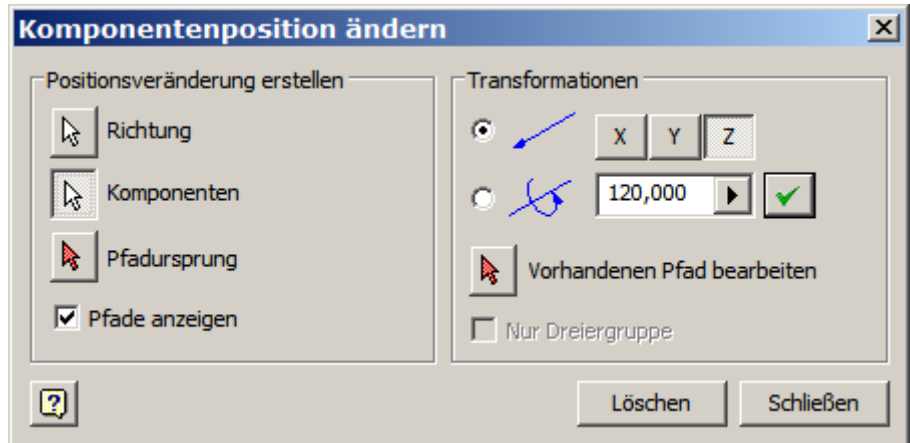 Komponentenposition ändern
Positionsveränderung erstellen
Richtung
Komponenten
Pfadursprung
Pfade anzeigen
Transformationen
X Y Z
120,000
Vorhandenen Pfad bearbeiten
Nur Dreiergruppe
?
Löschen
Schließen